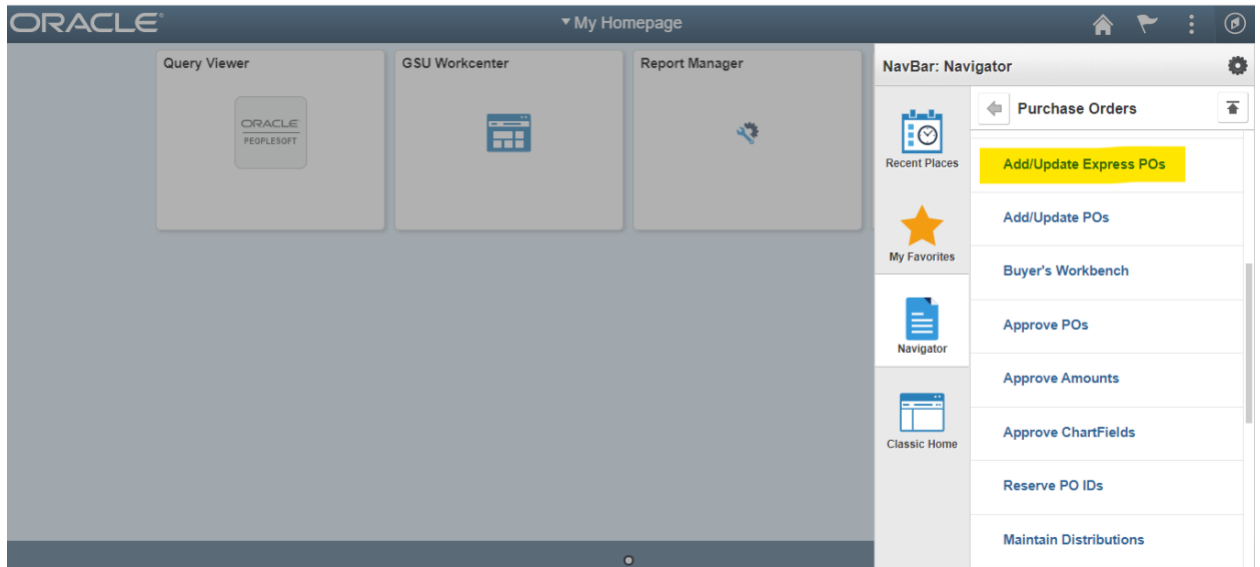 ORACLE
My Homepage
Query Viewer
GSU Workcenter
Report Manager
ORACLE
PEOPLESOFT
NavBar: Navigator
Recent Places
My Favorites
Navigator
Classic Home
Purchase Orders
Add/Update Express POs
Add/Update POs
Buyer's Workbench
Approve POs
Approve Amounts
Approve ChartFields
Reserve PO IDs
Maintain Distributions